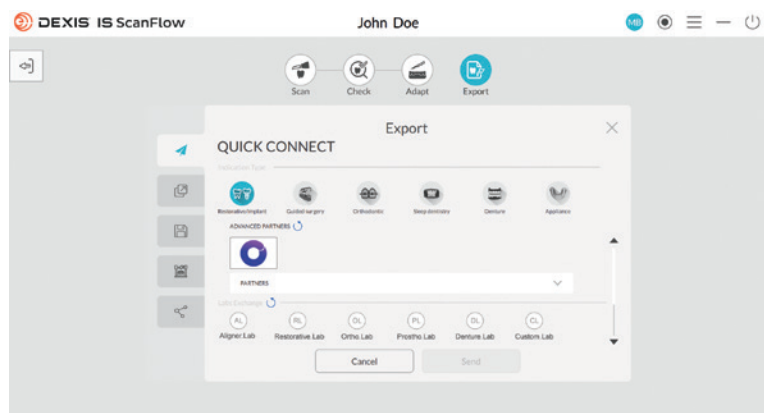 DEXIS IS ScanFlow
John Doe
MB
Scan
Check
Adapt
Export
Export
QUICK CONNECT
Indication Type
Restorative/Implant
Guided surgery
Orthodontic
Sleep dentistry
Denture
Appliance
ADVANCED PARTNERS
PARTNERS
Labs Exchange
AL
RL
OL
PL
DL
CL
Aligner Lab
Restorative Lab
Ortho Lab
Prostho Lab
Denture Lab
Custom Lab
Cancel
Send